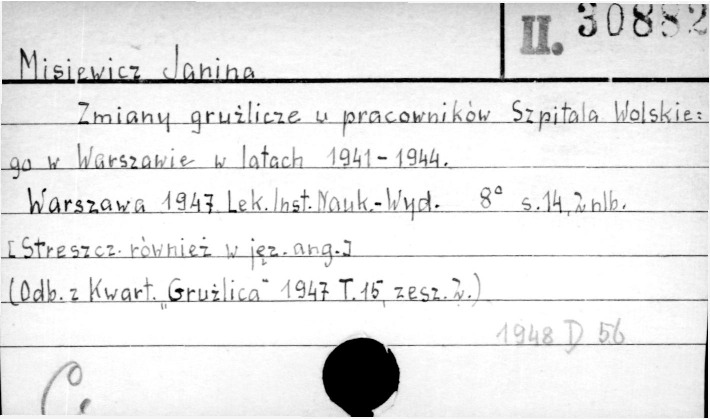 II. 30882
Misiewicz Janina
Zmiany gruźlicze u pracowników Szpitala Wolskie=
go w Warszawie w latach 1941-1944.
Warszawa 1947 Lek. Inst. Nauk.-Wyd. 8° s. 14, 2 nlb.
[Streszcz. również w jęz. ang.]
(Odb. z Kwart. „Gruźlica" 1947 T. 15, zesz. 2.)
1948 D 56
C.